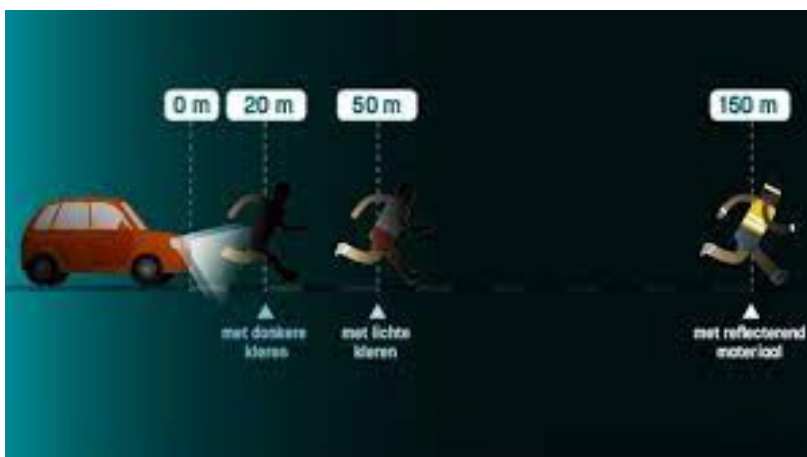 0 m
20 m
50 m
150 m
met donkere
kleren
met lichte
kleren
met reflecterend
materiaal